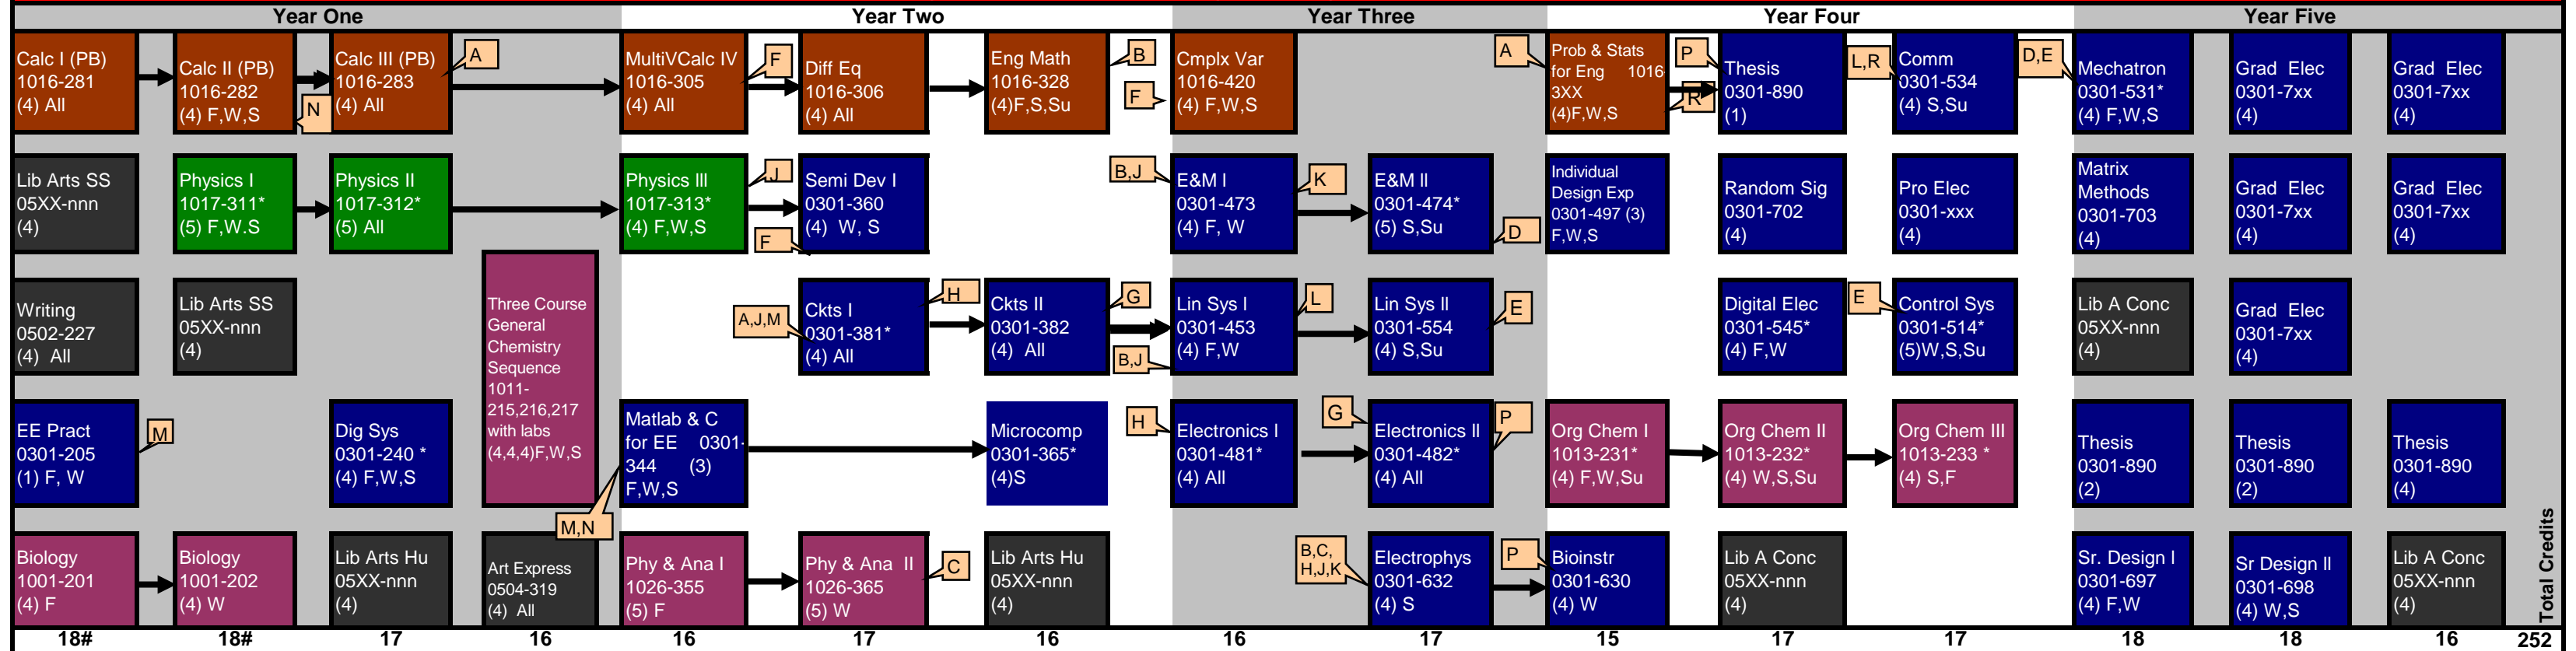 Year One
Year Two
Year Three
Year Four
Year Five
Calc I (PB)
1016-281
(4) All
Calc II (PB)
1016-282
(4) F,W,S
N
Calc III (PB)
1016-283
(4) All
A
MultiVCalc IV
1016-305
(4) All
F
Diff Eq
1016-306
(4) All
Eng Math
1016-328
(4)F,S,Su
B
F
Cmplx Var
1016-420
(4) F,W,S
A
Prob & Stats
for Eng 1016
3XX
(4)F,W,S
P
R
Thesis
0301-890
(1)
L,R
Comm
0301-534
(4) S,Su
D,E
Mechatron
0301-531*
(4) F,W,S
Grad Elec
0301-7xx
(4)
Grad Elec
0301-7xx
(4)
Lib Arts SS
05XX-nnn
(4)
Physics I
1017-311*
(5) F,W.S
Physics II
1017-312*
(5) All
Physics III
1017-313*
(4) F,W,S
J
F
Semi Dev I
0301-360
(4) W, S
B,J
E&M I
0301-473
(4) F, W
K
E&M II
0301-474*
(5) S,Su
D
Individual
Design Exp
0301-497 (3)
F,W,S
Random Sig
0301-702
(4)
Pro Elec
0301-xxx
(4)
Matrix
Methods
0301-703
(4)
Grad Elec
0301-7xx
(4)
Grad Elec
0301-7xx
(4)
Writing
0502-227
(4) All
Lib Arts SS
05XX-nnn
(4)
Three Course
General
Chemistry
Sequence
1011-
215,216,217
with labs
(4,4,4)F,W,S
A,J,M
Ckts I
0301-381*
(4) All
H
Ckts II
0301-382
(4) All
G
B,J
Lin Sys I
0301-453
(4) F,W
L
Lin Sys II
0301-554
(4) S,Su
E
Digital Elec
0301-545*
(4) F,W
E
Control Sys
0301-514*
(5)W,S,Su
Lib A Conc
05XX-nnn
(4)
Grad Elec
0301-7xx
(4)
EE Pract
0301-205
(1) F, W
M
Dig Sys
0301-240 *
(4) F,W,S
M,N
Matlab & C
for EE 0301-
344 (3)
F,W,S
Microcomp
0301-365*
(4)S
H
Electronics I
0301-481*
(4) All
G
Electronics II
0301-482*
(4) All
P
Org Chem I
1013-231*
(4) F,W,Su
Org Chem II
1013-232*
(4) W,S,Su
Org Chem III
1013-233 *
(4) S,F
Thesis
0301-890
(2)
Thesis
0301-890
(2)
Thesis
0301-890
(4)
Biology
1001-201
(4) F
Biology
1001-202
(4) W
Lib Arts Hu
05XX-nnn
(4)
Art Express
0504-319
(4) All
Phy & Ana I
1026-355
(5) F
Phy & Ana II
1026-365
(5) W
C
Lib Arts Hu
05XX-nnn
(4)
B,C,
H,J,K
Electrophys
0301-632
(4) S
P
Bioinstr
0301-630
(4) W
Lib A Conc
05XX-nnn
(4)
Sr. Design I
0301-697
(4) F,W
Sr Design II
0301-698
(4) W,S
Lib A Conc
05XX-nnn
(4)
Total Credits
18# 18# 17 16 16 17 16 16 17 15 17 17 18 18 16 252